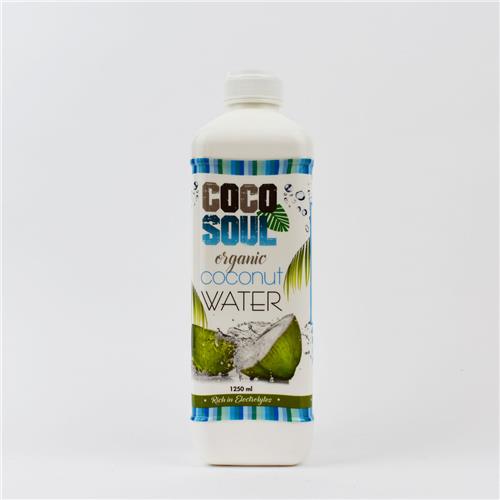 COCO
SOUL
organic
coconut
WATER
1250 ml
• Rich in Electrolytes •